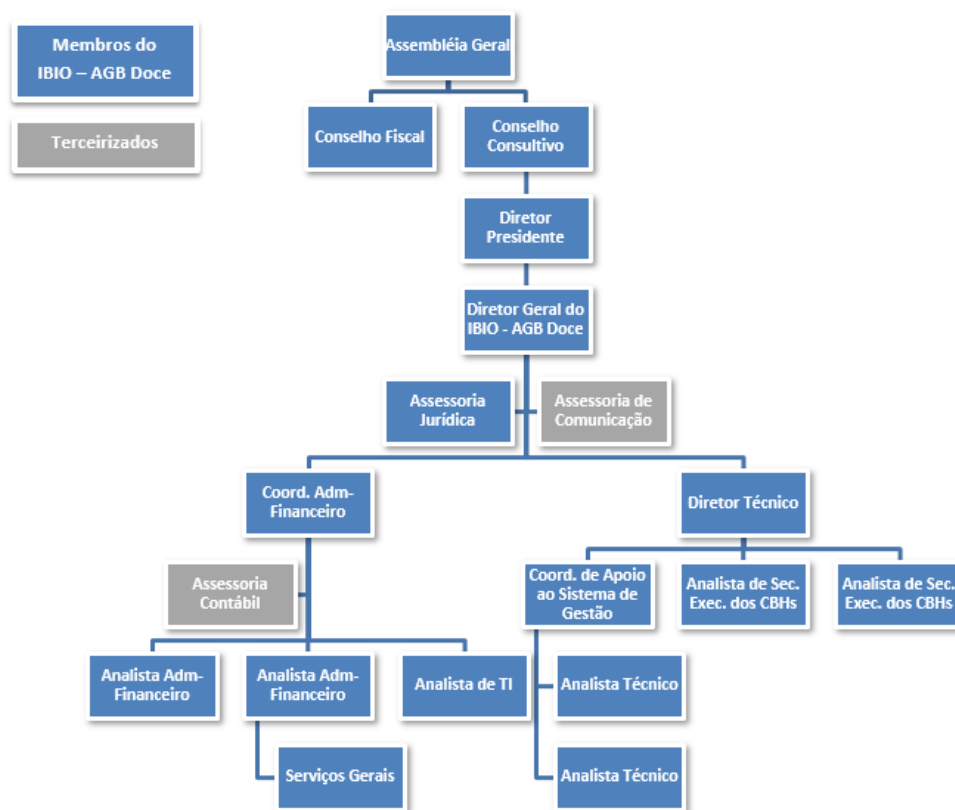 Membros do
IBIO – AGB Doce
Terceirizados
Assembléia Geral
Conselho Fiscal
Conselho
Consultivo
Diretor
Presidente
Diretor Geral do
IBIO - AGB Doce
Assessoria
Jurídica
Assessoria de
Comunicação
Coord. Adm-
Financeiro
Diretor Técnico
Assessoria
Contábil
Coord. de Apoio
ao Sistema de
Gestão
Analista de Sec.
Exec. dos CBHs
Analista de Sec.
Exec. dos CBHs
Analista Adm-
Financeiro
Analista Adm-
Financeiro
Analista de TI
Analista Técnico
Serviços Gerais
Analista Técnico